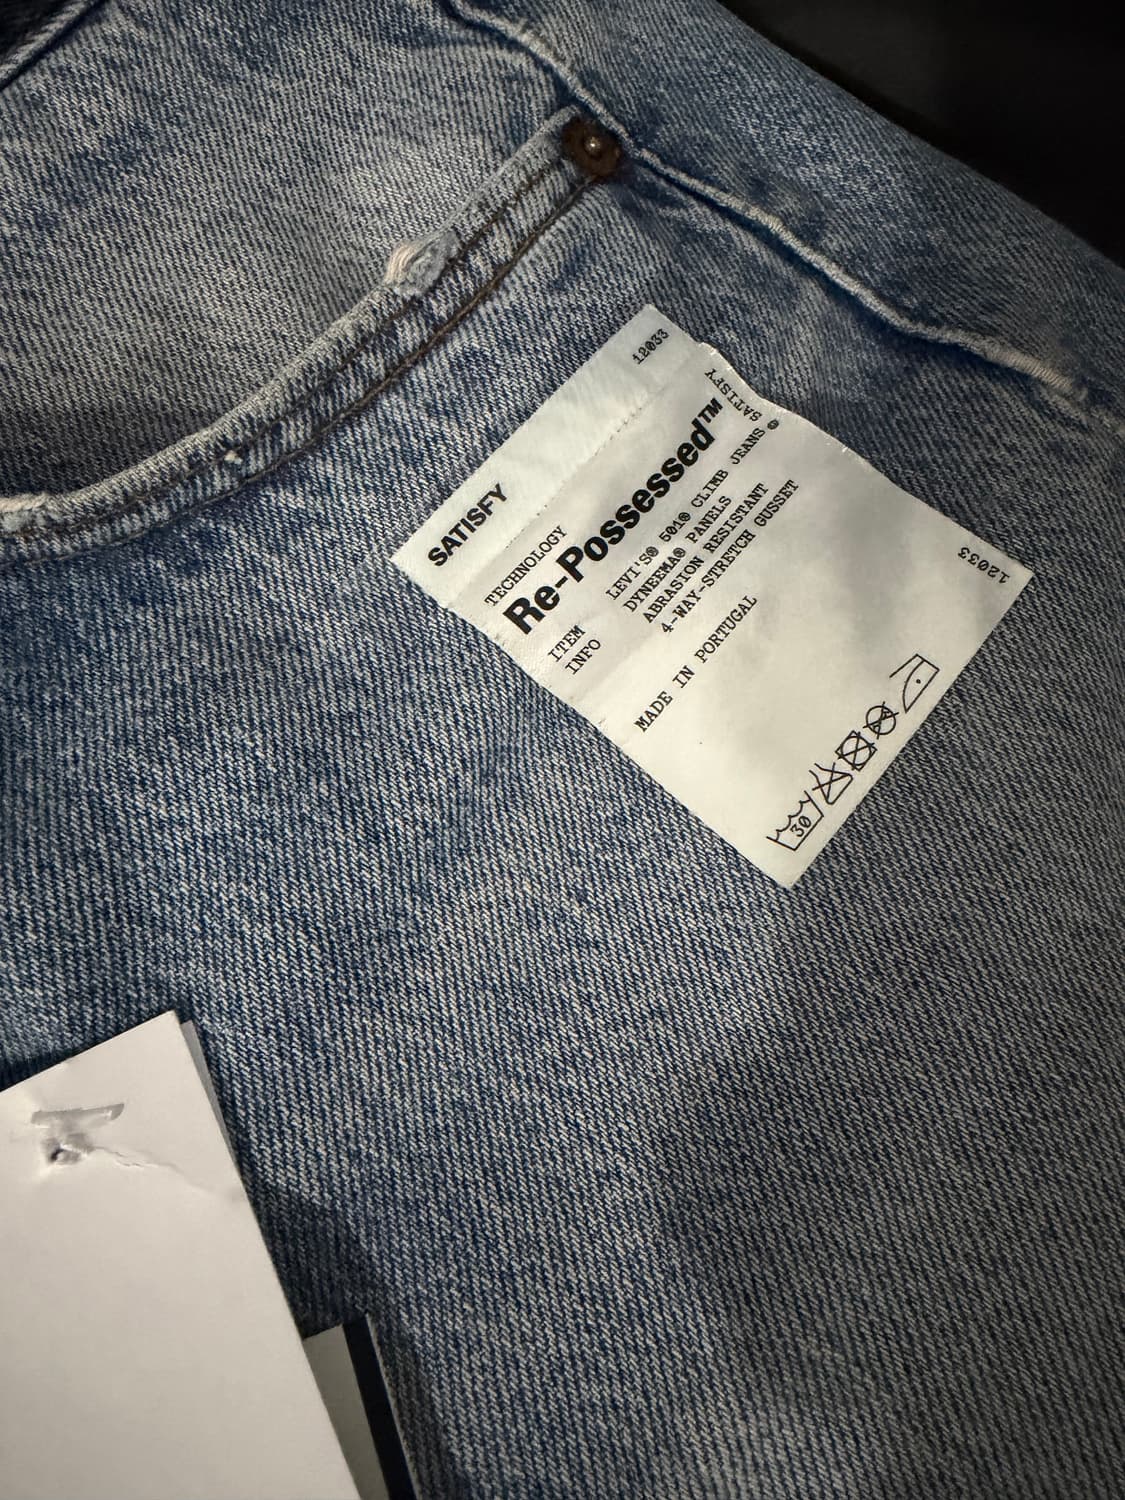 12033
SATISFY
SATISFY
SATISFY
TECHNOLOGY
Re-Possessed™
ITEM LEVI'S® 501® CLIMB JEANS
INFO DYNEEMA® PANELS
ABRASION RESISTANT
4-WAY-STRETCH GUSSET
MADE IN PORTUGAL
12033
30